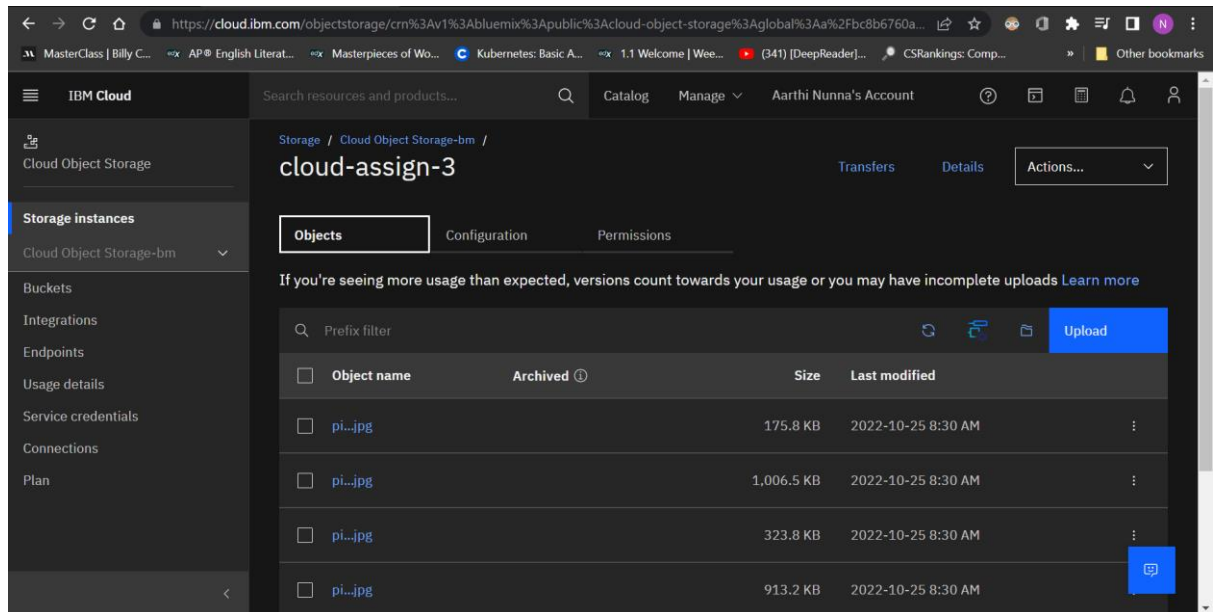 https://cloud.ibm.com/objectstorage/crn%3Av1%3Abluemix%3Apublic%3Acloud-object-storage%3Aglobal%3Aa%2Fbc8b6760a...
N
MasterClass | Billy C...
AP® English Literat...
Masterpieces of Wo...
Kubernetes: Basic A...
1.1 Welcome | Wee...
(341) [DeepReader]...
CSRankings: Comp...
»
Other bookmarks
IBM Cloud
Search resources and products...
Catalog
Manage
Aarthi Nunna's Account
Cloud Object Storage
Storage instances
Cloud Object Storage-bm
Buckets
Integrations
Endpoints
Usage details
Service credentials
Connections
Plan
Storage / Cloud Object Storage-bm /
cloud-assign-3
Transfers
Details
Actions...
Objects
Configuration
Permissions
If you're seeing more usage than expected, versions count towards your usage or you may have incomplete uploads Learn more
Prefix filter
Upload
Object name Archived Size Last modified
pi...jpg 175.8 KB 2022-10-25 8:30 AM
pi...jpg 1,006.5 KB 2022-10-25 8:30 AM
pi...jpg 323.8 KB 2022-10-25 8:30 AM
pi...jpg 913.2 KB 2022-10-25 8:30 AM